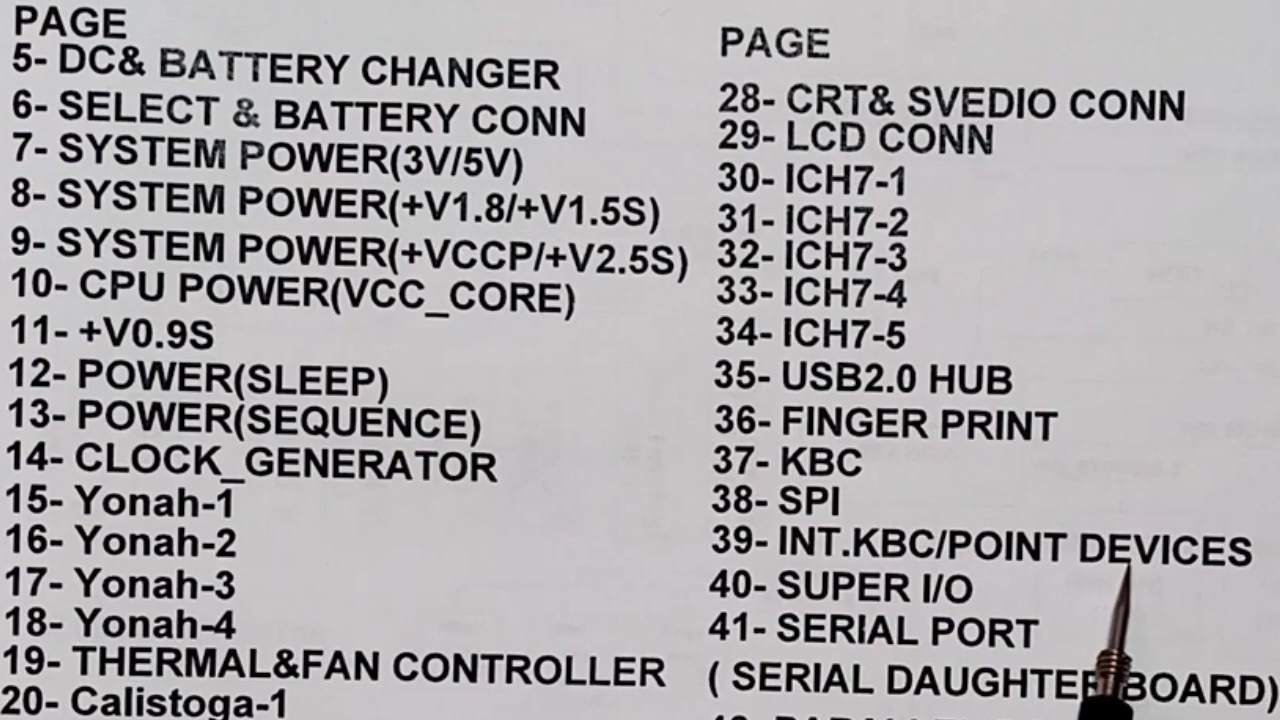 PAGE
5- DC& BATTERY CHANGER
6- SELECT & BATTERY CONN
7- SYSTEM POWER(3V/5V)
8- SYSTEM POWER(+V1.8/+V1.5S)
9- SYSTEM POWER(+VCCP/+V2.5S)
10- CPU POWER(VCC_CORE)
11- +V0.9S
12- POWER(SLEEP)
13- POWER(SEQUENCE)
14- CLOCK_GENERATOR
15- Yonah-1
16- Yonah-2
17- Yonah-3
18- Yonah-4
19- THERMAL&FAN CONTROLLER
20- Calistoga-1
PAGE
28- CRT& SVEDIO CONN
29- LCD CONN
30- ICH7-1
31- ICH7-2
32- ICH7-3
33- ICH7-4
34- ICH7-5
35- USB2.0 HUB
36- FINGER PRINT
37- KBC
38- SPI
39- INT.KBC/POINT DEVICES
40- SUPER I/O
41- SERIAL PORT
( SERIAL DAUGHTER BOARD)